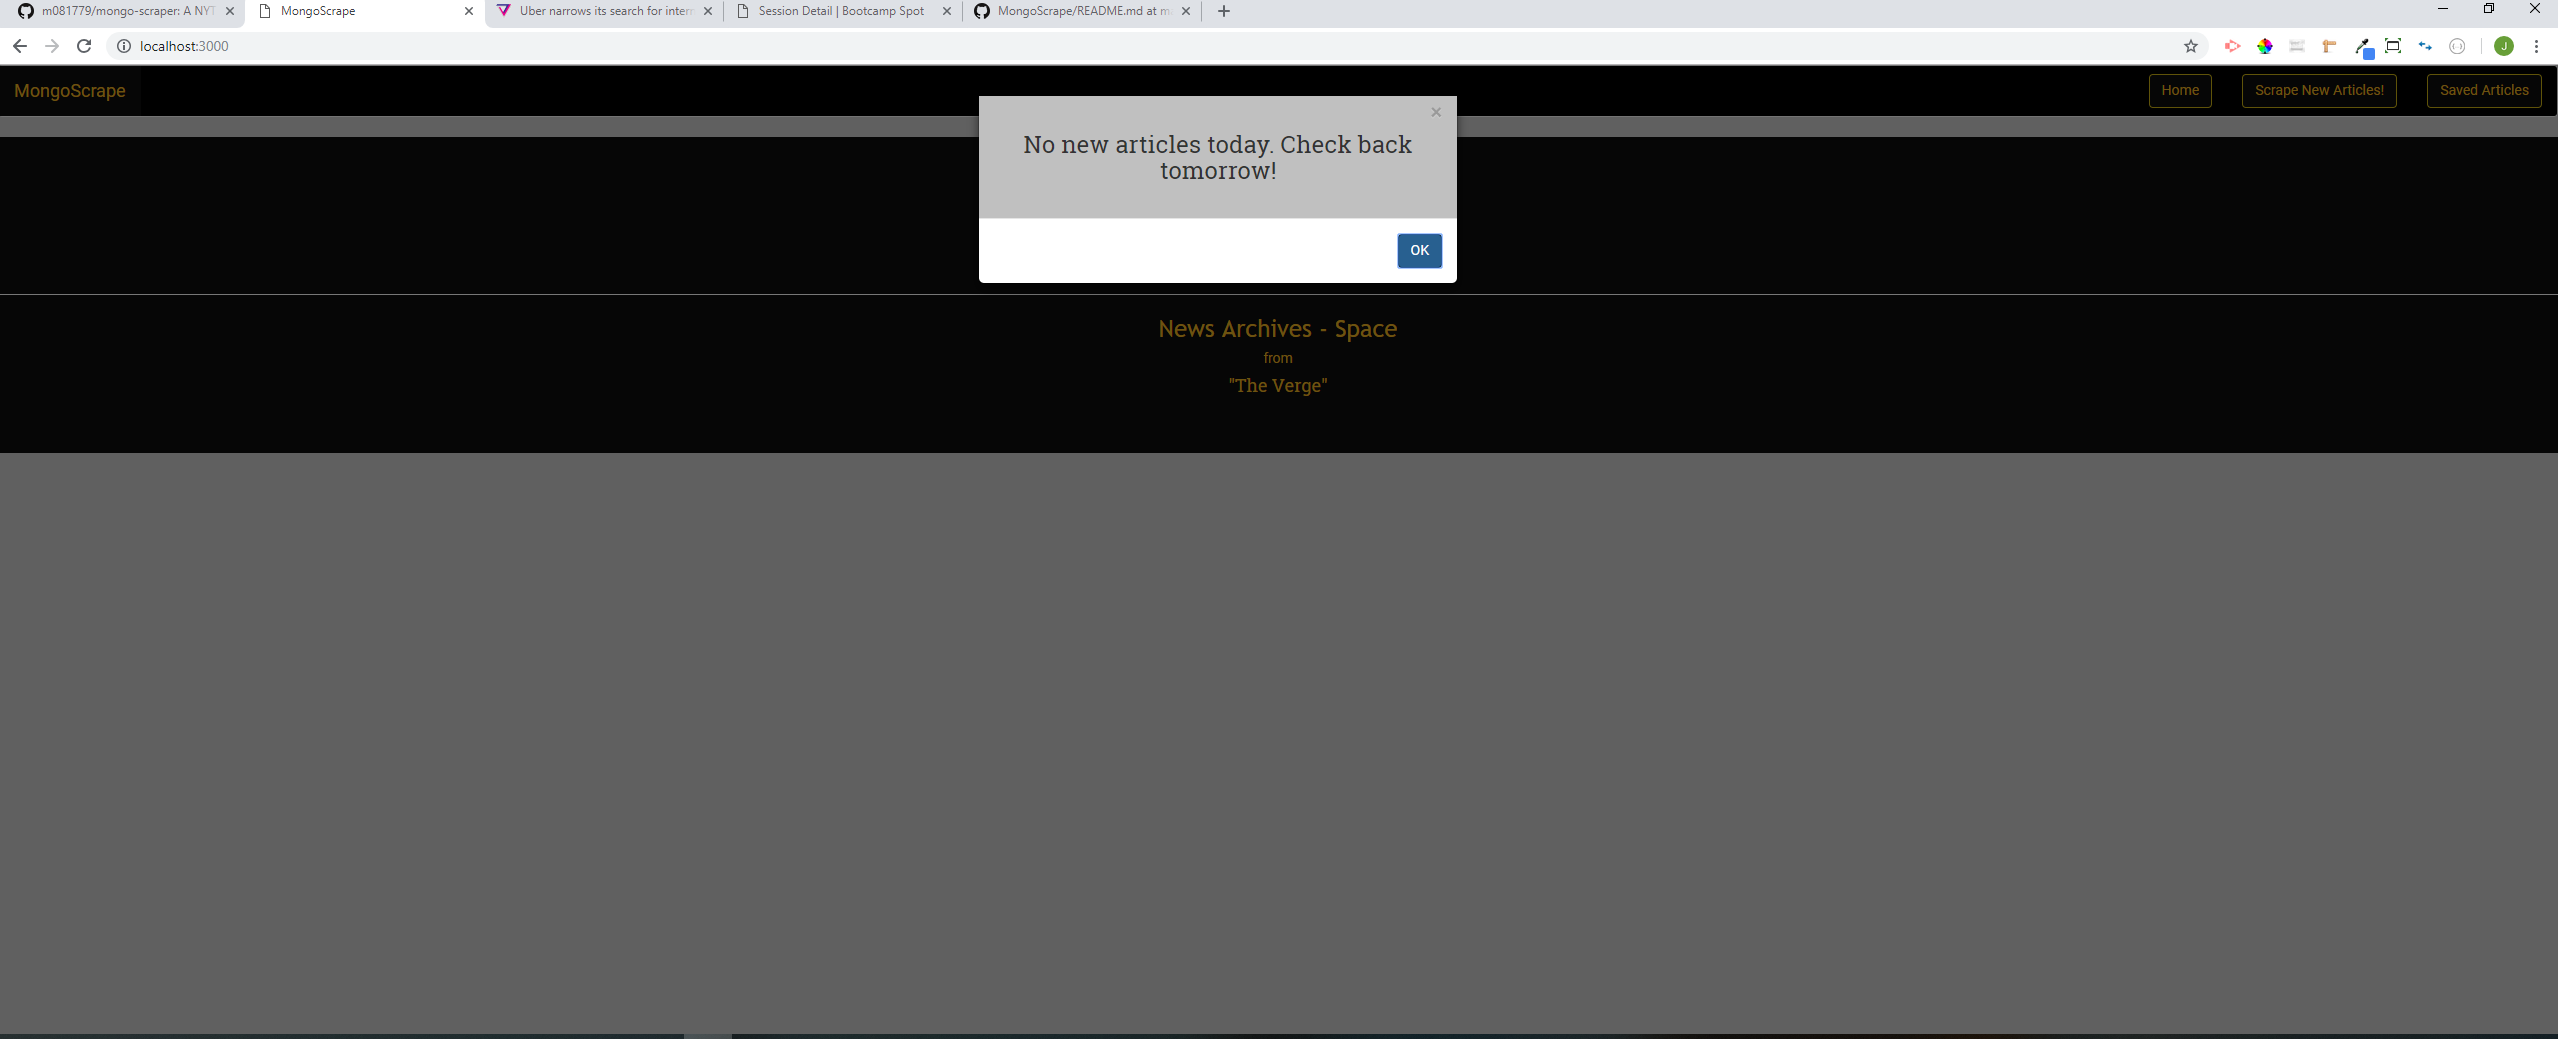 m081779/mongo-scraper: A NYT
MongoScrape
Uber narrows its search for intern
Session Detail | Bootcamp Spot
MongoScrape/README.md at m
localhost:3000
J
MongoScrape
Home
Scrape New Articles!
Saved Articles
×
No new articles today. Check back
tomorrow!
OK
News Archives - Space
from
"The Verge"